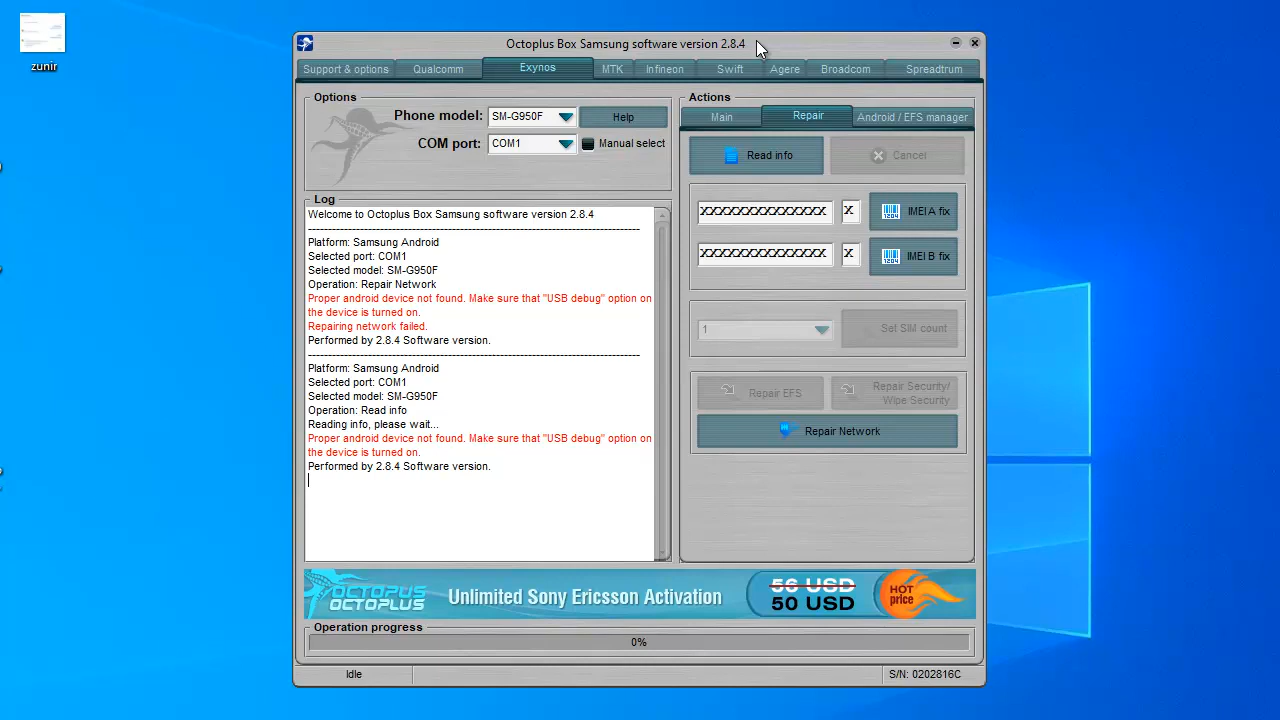 zunir
Octoplus Box Samsung software version 2.8.4
Support & options
Qualcomm
Exynos
MTK
Infineon
Swift
Agere
Broadcom
Spreadtrum
Options
Phone model:
SM-G950F
Help
COM port:
COM1
Manual select
Log
Welcome to Octoplus Box Samsung software version 2.8.4
--------------------------------------------------------------------------------
Platform: Samsung Android
Selected port: COM1
Selected model: SM-G950F
Operation: Repair Network
Proper android device not found. Make sure that "USB debug" option on
the device is turned on.
Repairing network failed.
Performed by 2.8.4 Software version.
--------------------------------------------------------------------------------
Platform: Samsung Android
Selected port: COM1
Selected model: SM-G950F
Operation: Read info
Reading info, please wait...
Proper android device not found. Make sure that "USB debug" option on
the device is turned on.
Performed by 2.8.4 Software version.
Actions
Main
Repair
Android / EFS manager
Read info
Cancel
XXXXXXXXXXXXXX
X
IMEI A fix
XXXXXXXXXXXXXX
X
IMEI B fix
1
Set SIM count
Repair EFS
Repair Security/
Wipe Security
Repair Network
OCTOPUS
OCTOPLUS
Unlimited Sony Ericsson Activation
56 USD
50 USD
HOT
price
Operation progress
0%
Idle
S/N: 0202816C